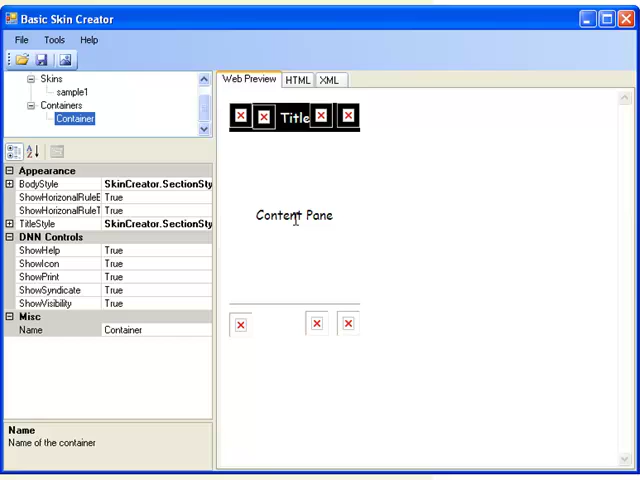 Basic Skin Creator
File Tools Help
Web Preview HTML XML
Skins
sample1
Containers
Container
Title
Appearance
BodyStyle SkinCreator.SectionSty
ShowHorizonalRuleE True
ShowHorizonalRuleT True
TitleStyle SkinCreator.SectionSty
DNN Controls
ShowHelp True
ShowIcon True
ShowPrint True
ShowSyndicate True
ShowVisibility True
Misc
Name Container
Content Pane
Name
Name of the container